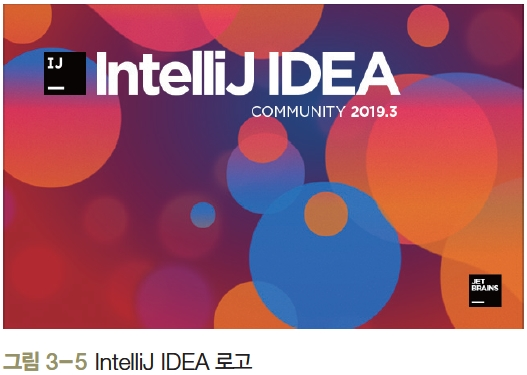 IJ
IntelliJ IDEA
COMMUNITY 2019.3
JET
BRAINS
그림 3-5 IntelliJ IDEA 로고